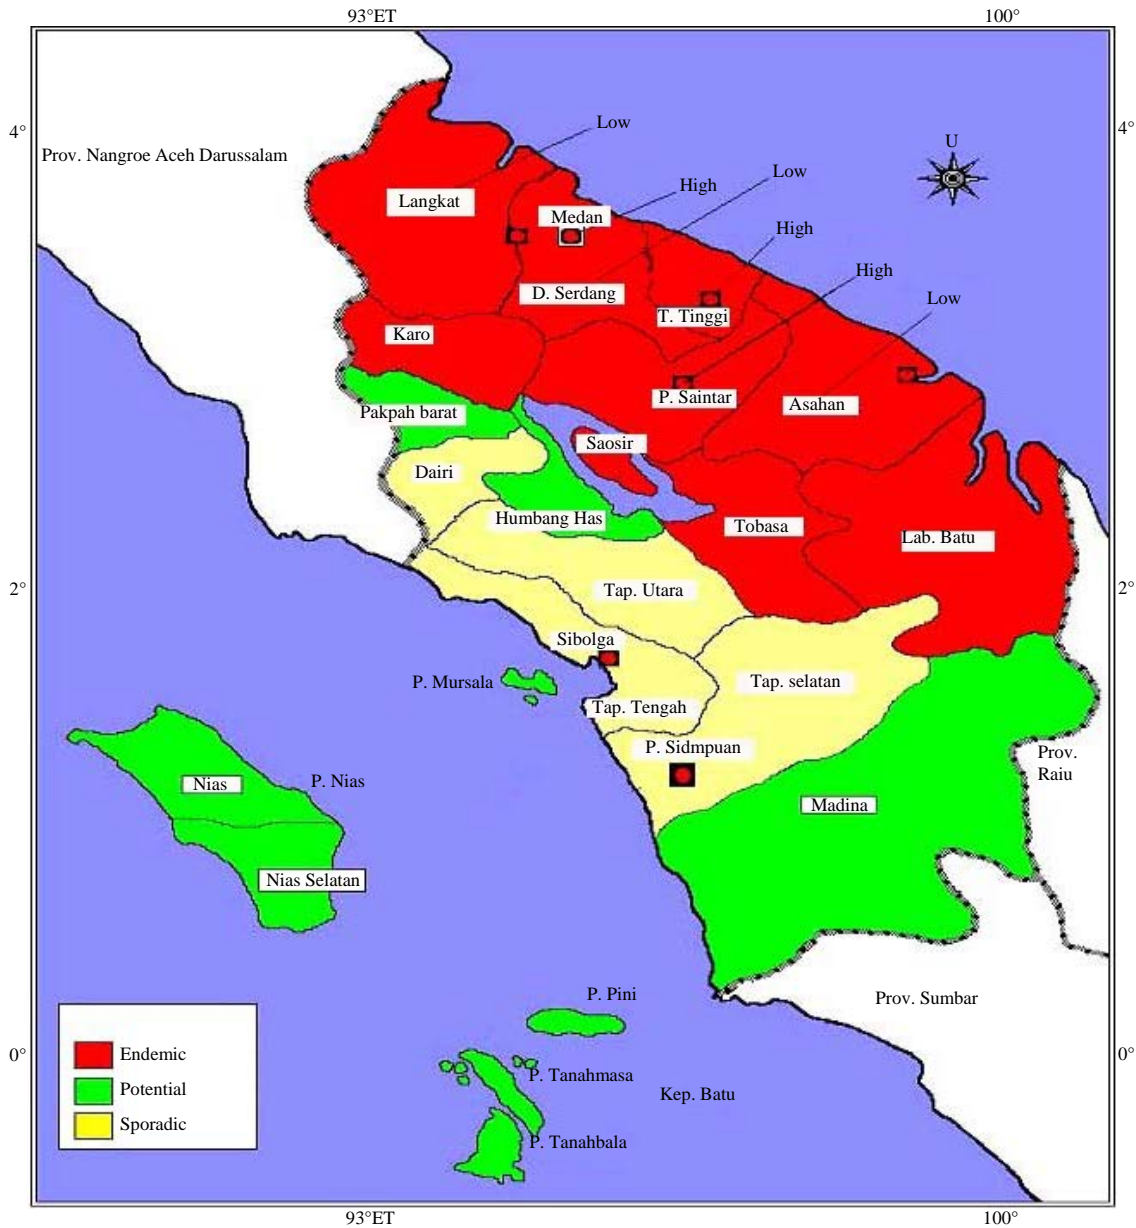 93°ET
100°
4°
4°
Low
Prov. Nangroe Aceh Darussalam
U
Low
High
Langkat
Medan
High
High
D. Serdang
Low
T. Tinggi
Karo
P. Saintar
Asahan
Pakpah barat
Saosir
Dairi
Humbang Has
Tobasa
Lab. Batu
2°
2°
Tap. Utara
Sibolga
P. Mursala
Tap. selatan
Tap. Tengah
P. Sidmpuan
Prov.
Raiu
Nias
P. Nias
Madina
Nias Selatan
P. Pini
Prov. Sumbar
0°
0°
Endemic
Potential
Sporadic
P. Tanahmasa
Kep. Batu
P. Tanahbala
93°ET
100°